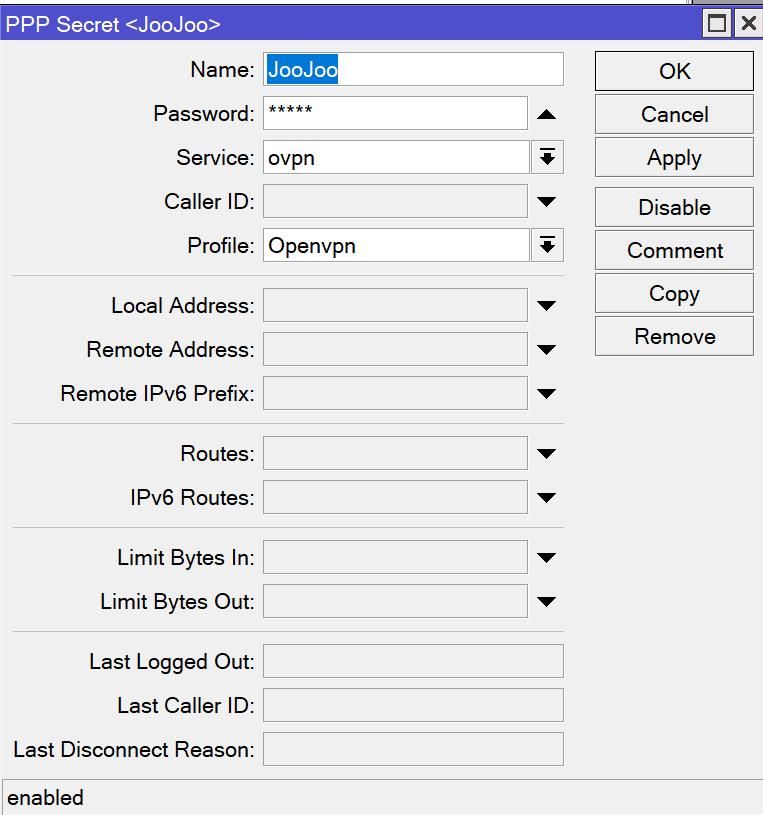 PPP Secret <JooJoo>
Name: JooJoo
OK
Password: *****
Cancel
Service: ovpn
Apply
Caller ID:
Disable
Profile: Openvpn
Comment
Copy
Local Address:
Remove
Remote Address:
Remote IPv6 Prefix:
Routes:
IPv6 Routes:
Limit Bytes In:
Limit Bytes Out:
Last Logged Out:
Last Caller ID:
Last Disconnect Reason:
enabled